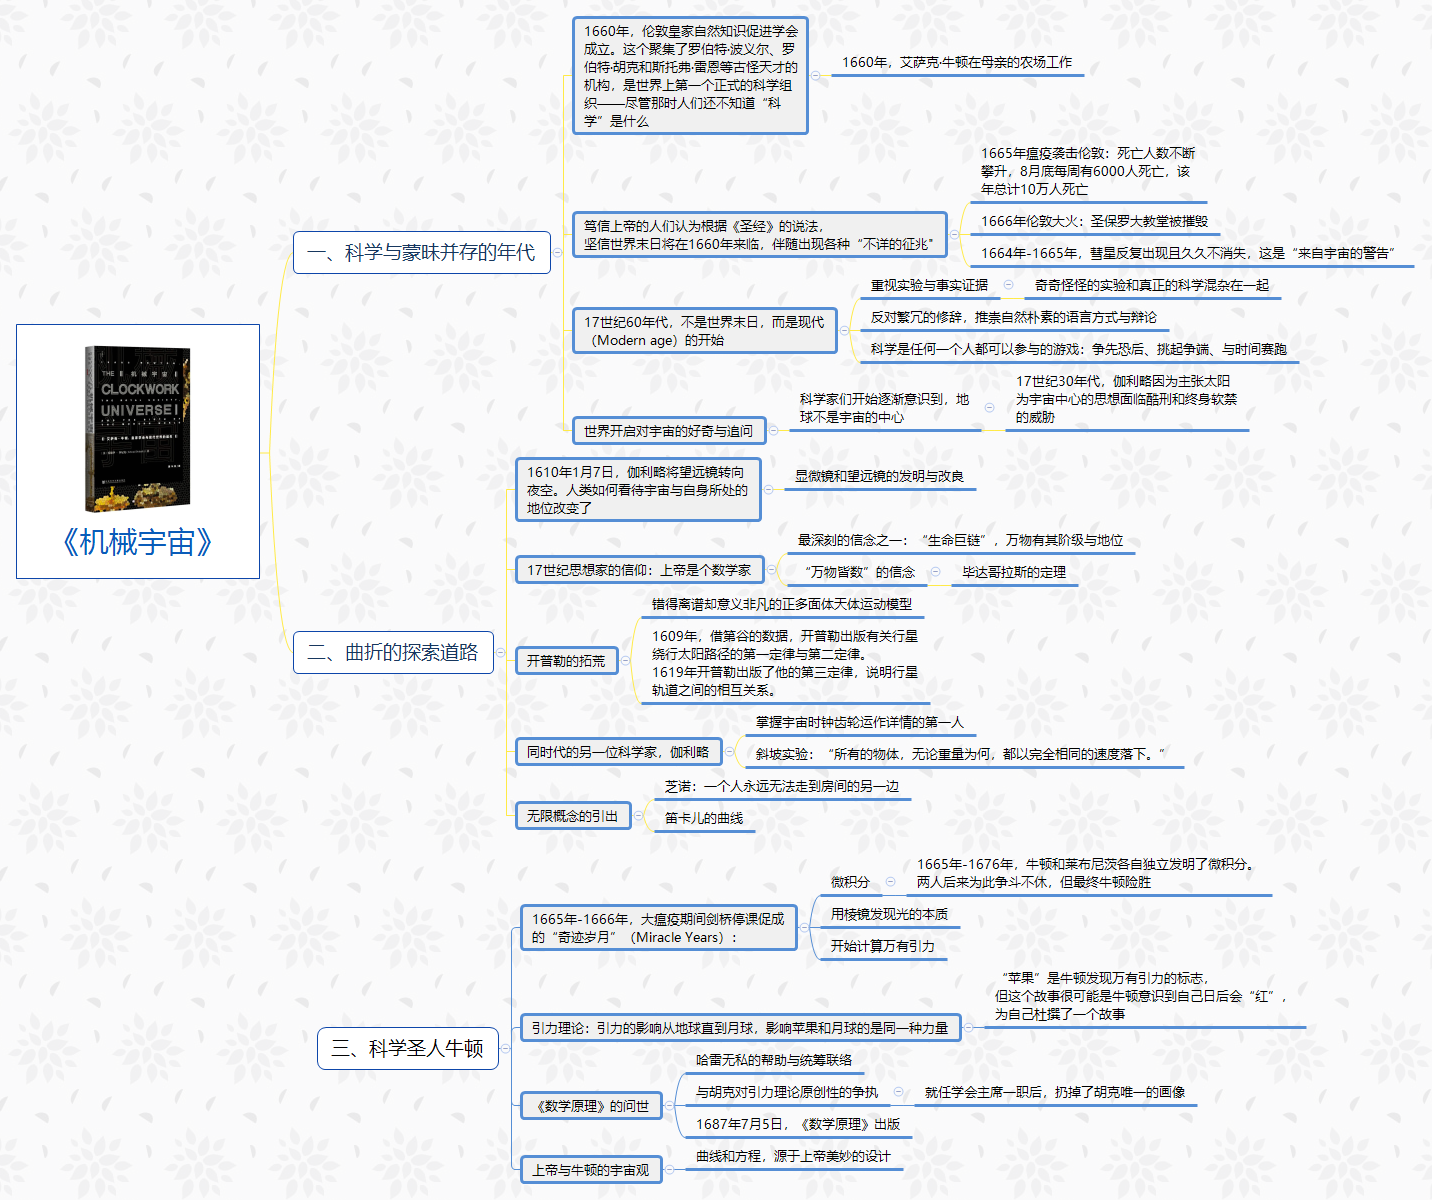 THE 机械宇宙
CLOCKWORK
UNIVERSE
《机械宇宙》
一、科学与蒙昧并存的年代
1660年，伦敦皇家自然知识促进学会
成立。这个聚集了罗伯特·波义尔、罗
伯特·胡克和斯托弗·雷恩等古怪天才的
机构，是世界上第一个正式的科学组
织——尽管那时人们还不知道“科
学”是什么
1660年，艾萨克·牛顿在母亲的农场工作
笃信上帝的人们认为根据《圣经》的说法，
坚信世界末日将在1660年来临，伴随出现各种“不详的征兆"
1665年瘟疫袭击伦敦：死亡人数不断
攀升，8月底每周有6000人死亡，该
年总计10万人死亡
1666年伦敦大火：圣保罗大教堂被摧毁
1664年-1665年，彗星反复出现且久久不消失，这是“来自宇宙的警告”
17世纪60年代，不是世界末日，而是现代
（Modern age）的开始
重视实验与事实证据
奇奇怪怪的实验和真正的科学混杂在一起
反对繁冗的修辞，推崇自然朴素的语言方式与辩论
科学是任何一个人都可以参与的游戏：争先恐后、挑起争端、与时间赛跑
世界开启对宇宙的好奇与追问
科学家们开始逐渐意识到，地
球不是宇宙的中心
17世纪30年代，伽利略因为主张太阳
为宇宙中心的思想面临酷刑和终身软禁
的威胁
二、曲折的探索道路
1610年1月7日，伽利略将望远镜转向
夜空。人类如何看待宇宙与自身所处的
地位改变了
显微镜和望远镜的发明与改良
17世纪思想家的信仰：上帝是个数学家
最深刻的信念之一：“生命巨链”，万物有其阶级与地位
“万物皆数”的信念
毕达哥拉斯的定理
开普勒的拓荒
错得离谱却意义非凡的正多面体天体运动模型
1609年，借第谷的数据，开普勒出版有关行星
绕行太阳路径的第一定律与第二定律。
1619年开普勒出版了他的第三定律，说明行星
轨道之间的相互关系。
同时代的另一位科学家，伽利略
掌握宇宙时钟齿轮运作详情的第一人
斜坡实验：“所有的物体，无论重量为何，都以完全相同的速度落下。”
无限概念的引出
芝诺：一个人永远无法走到房间的另一边
笛卡儿的曲线
三、科学圣人牛顿
1665年-1666年，大瘟疫期间剑桥停课促成
的“奇迹岁月”（Miracle Years）：
微积分
1665年-1676年，牛顿和莱布尼茨各自独立发明了微积分。
两人后来为此争斗不休，但最终牛顿险胜
用棱镜发现光的本质
开始计算万有引力
引力理论：引力的影响从地球直到月球，影响苹果和月球的是同一种力量
“苹果”是牛顿发现万有引力的标志，
但这个故事很可能是牛顿意识到自己日后会“红”，
为自己杜撰了一个故事
《数学原理》的问世
哈雷无私的帮助与统筹联络
与胡克对引力理论原创性的争执
就任学会主席一职后，扔掉了胡克唯一的画像
1687年7月5日，《数学原理》出版
上帝与牛顿的宇宙观
曲线和方程，源于上帝美妙的设计